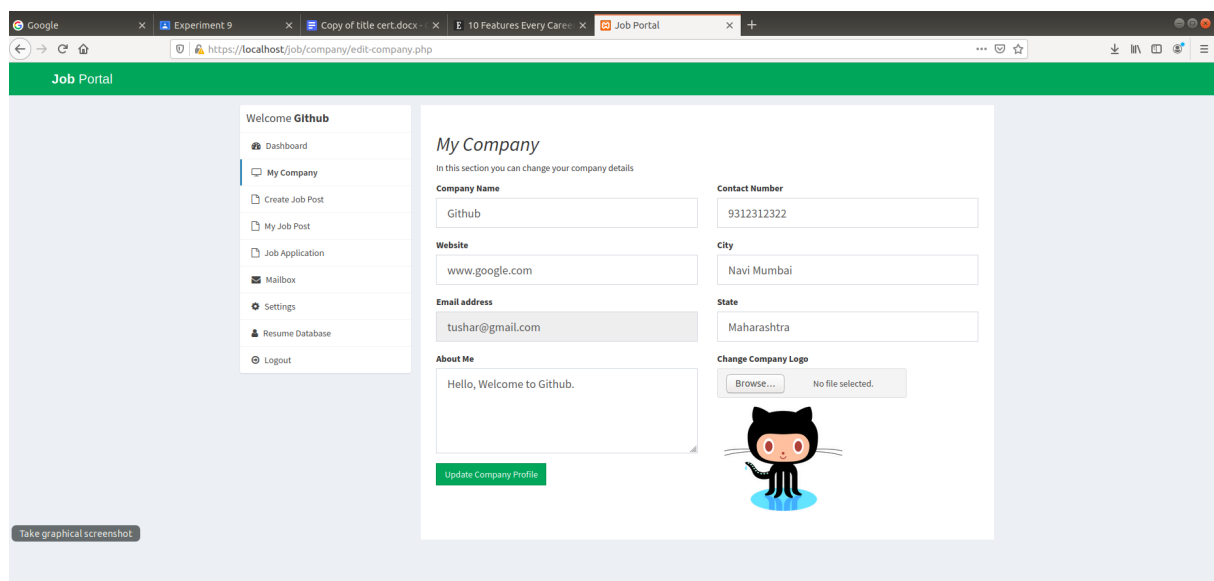 Google
Experiment 9
Copy of title cert.docx -
10 Features Every Caree
Job Portal
https://localhost/job/company/edit-company.php
Job Portal
Welcome Github
Dashboard
My Company
Create Job Post
My Job Post
Job Application
Mailbox
Settings
Resume Database
Logout
My Company
In this section you can change your company details
Company Name
Github
Contact Number
9312312322
Website
www.google.com
City
Navi Mumbai
Email address
tushar@gmail.com
State
Maharashtra
About Me
Hello, Welcome to Github.
Change Company Logo
Browse... No file selected.
Update Company Profile
Take graphical screenshot